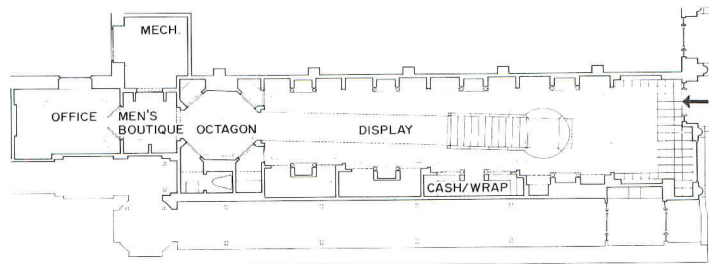 MECH.
OFFICE
MEN'S
BOUTIQUE
OCTAGON
DISPLAY
CASH/WRAP